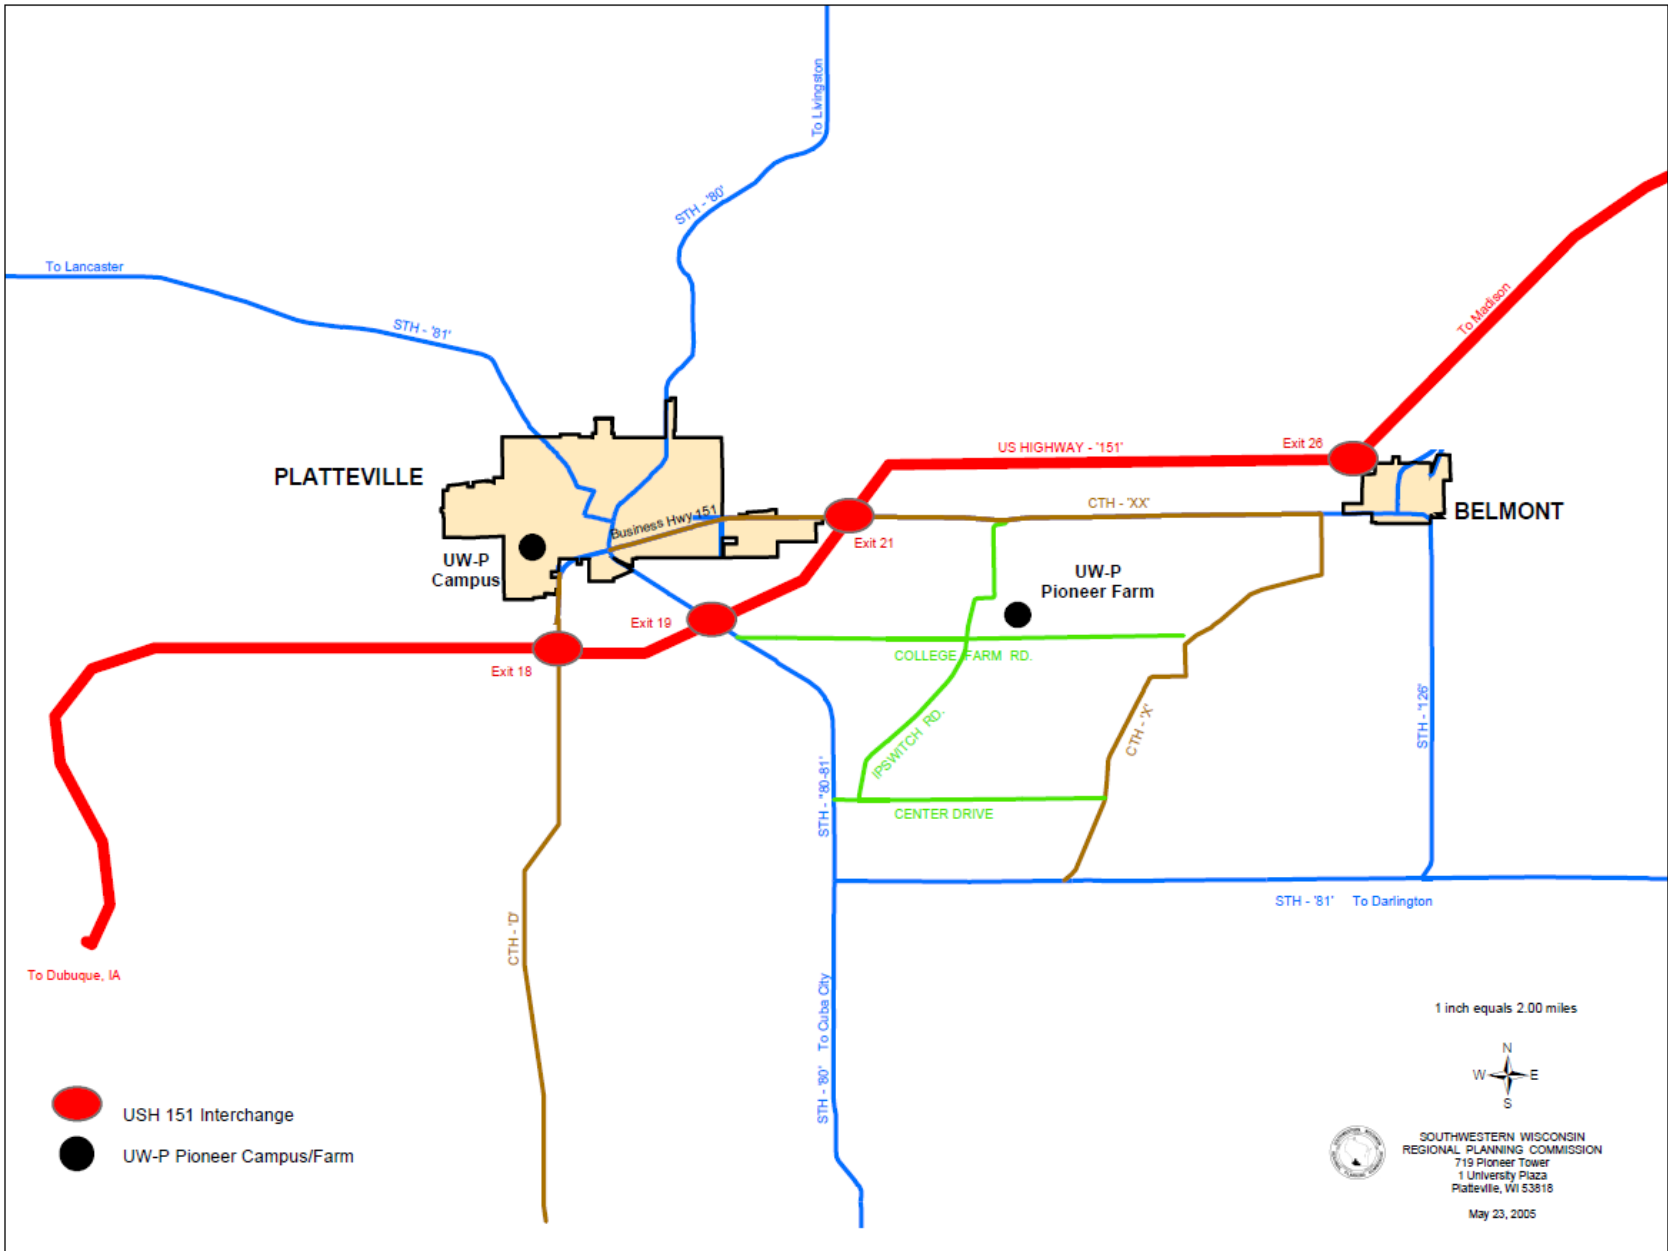 To Livingston
STH - '80'
To Lancaster
STH - '81'
To Madison
US HIGHWAY - '151'
Exit 26
PLATTEVILLE
CTH - 'XX'
BELMONT
Business Hwy 151
Exit 21
UW-P
Campus
UW-P
Pioneer Farm
Exit 19
COLLEGE FARM RD.
Exit 18
IPSWITCH RD.
CTH - 'X'
STH - '126'
STH - "80-81'
CENTER DRIVE
STH - '81' To Darlington
CTH - 'D'
To Dubuque, IA
STH - '80' To Cuba City
1 inch equals 2.00 miles
N
W E
S
USH 151 Interchange
UW-P Pioneer Campus/Farm
SOUTHWESTERN WISCONSIN
REGIONAL PLANNING COMMISSION
719 Pioneer Tower
1 University Plaza
Platteville, WI 53818
May 23, 2005